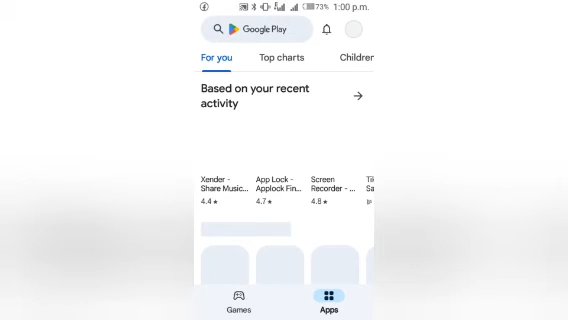 73% 1:00 p.m.
Google Play
For you Top charts Children
Based on your recent
activity
Xender - App Lock - Screen
Share Music... Applock Fin... Recorder - ...
4.4 ★ 4.7 ★ 4.8 ★
Games Apps